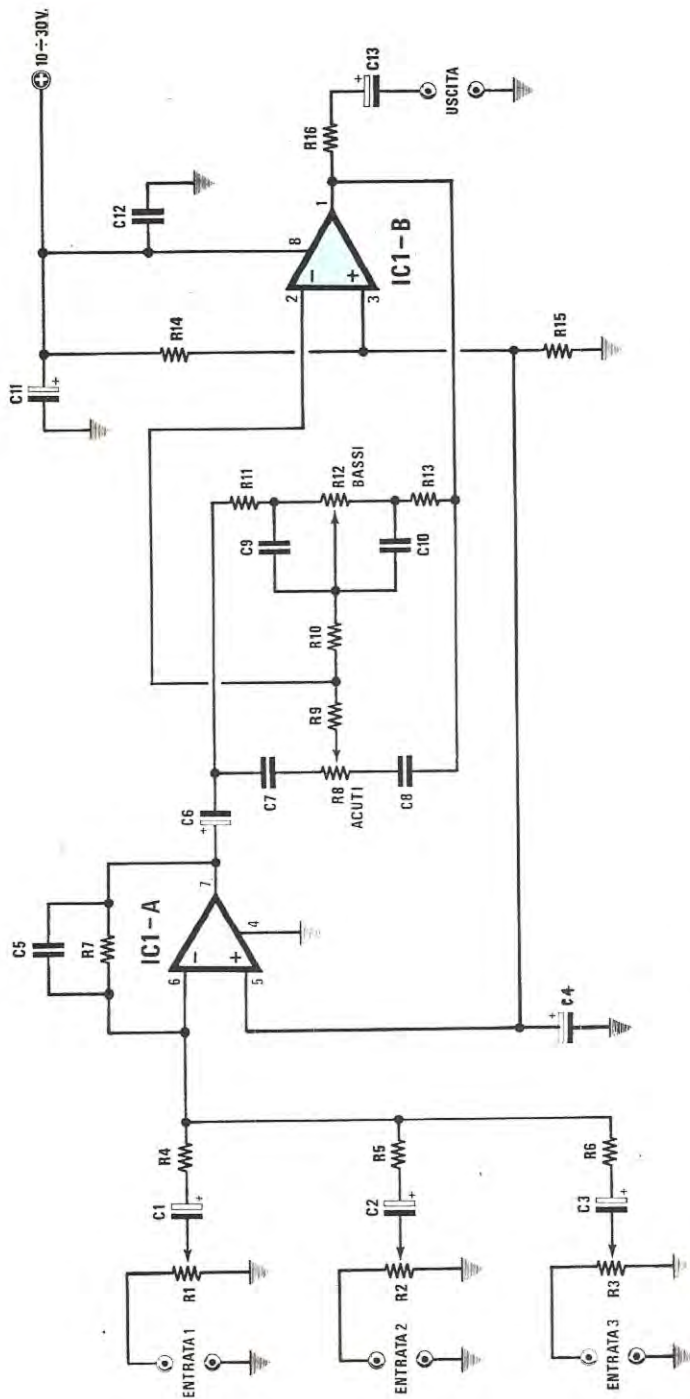 10÷30V.
C11
C12
R14
8
2
3
1
IC1-B
R16
C13
USCITA
R15
R11
C9
R12
BASSI
C10
R13
R10
R9
C7
R8
ACUTI
C8
C6
C5
R7
IC1-A
6
5
7
4
C4
R4
C1
R1
ENTRATA 1
R5
C2
R2
ENTRATA 2
R6
C3
R3
ENTRATA 3